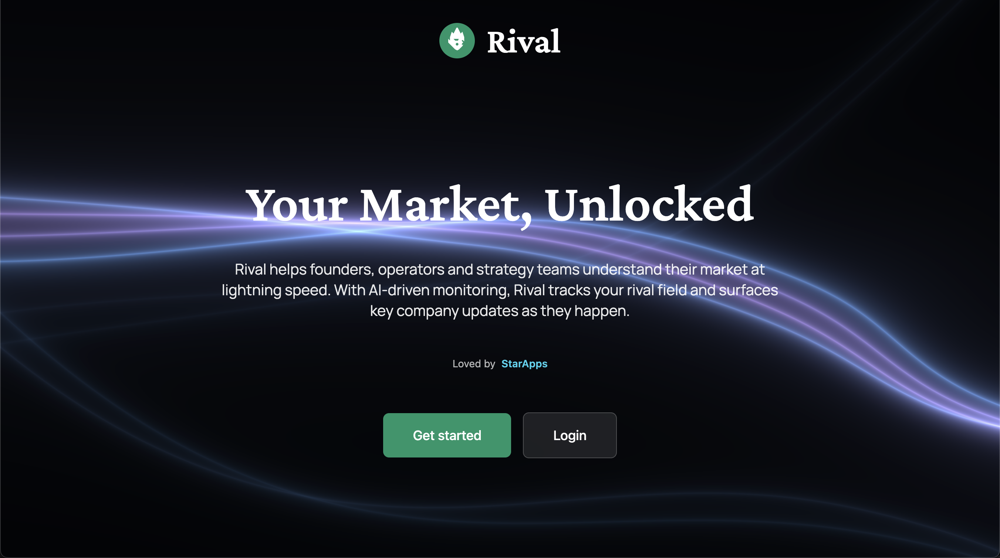 Rival
Your Market, Unlocked
Rival helps founders, operators and strategy teams understand their market at
lightning speed. With AI-driven monitoring, Rival tracks your rival field and surfaces
key company updates as they happen.
Loved by StarApps
Get started
Login